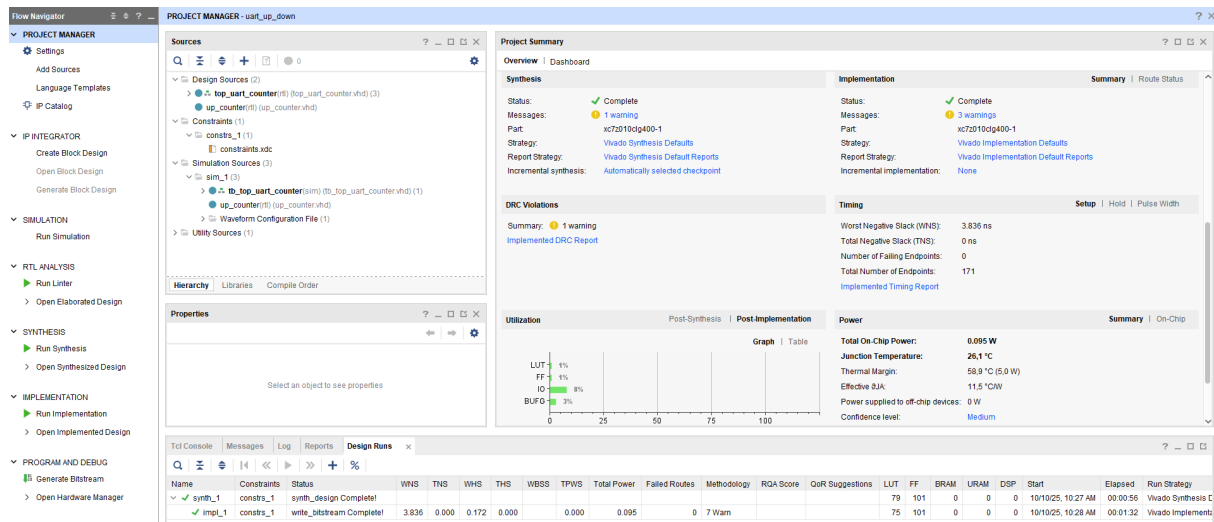 Flow Navigator
PROJECT MANAGER - uart_up_down
PROJECT MANAGER
Settings
Add Sources
Language Templates
IP Catalog
IP INTEGRATOR
Create Block Design
Open Block Design
Generate Block Design
SIMULATION
Run Simulation
RTL ANALYSIS
Run Linter
Open Elaborated Design
SYNTHESIS
Run Synthesis
Open Synthesized Design
IMPLEMENTATION
Run Implementation
Open Implemented Design
PROGRAM AND DEBUG
Generate Bitstream
Open Hardware Manager
Sources
0
Design Sources (2)
top_uart_counter(rtl) (top_uart_counter.vhd) (3)
up_counter(rtl) (up_counter.vhd)
Constraints (1)
constrs_1 (1)
constraints.xdc
Simulation Sources (3)
sim_1 (3)
tb_top_uart_counter(sim) (tb_top_uart_counter.vhd) (1)
up_counter(rtl) (up_counter.vhd)
Waveform Configuration File (1)
Utility Sources (1)
Hierarchy Libraries Compile Order
Properties
Select an object to see properties
Project Summary
Overview | Dashboard
Synthesis
Status: Complete
Messages: 1 warning
Part: xc7z010clg400-1
Strategy: Vivado Synthesis Defaults
Report Strategy: Vivado Synthesis Default Reports
Incremental synthesis: Automatically selected checkpoint
Implementation Summary | Route Status
Status: Complete
Messages: 3 warnings
Part: xc7z010clg400-1
Strategy: Vivado Implementation Defaults
Report Strategy: Vivado Implementation Default Reports
Incremental implementation: None
DRC Violations
Summary: 1 warning
Implemented DRC Report
Timing Setup | Hold | Pulse Width
Worst Negative Slack (WNS): 3.836 ns
Total Negative Slack (TNS): 0 ns
Number of Failing Endpoints: 0
Total Number of Endpoints: 171
Implemented Timing Report
Utilization Post-Synthesis | Post-Implementation
Graph | Table
LUT 1%
FF 1%
IO 8%
BUFG 3%
0 25 50 75 100
Power Summary | On-Chip
Total On-Chip Power: 0.095 W
Junction Temperature: 26,1 °C
Thermal Margin: 58,9 °C (5,0 W)
Effective ϑJA: 11,5 °C/W
Power supplied to off-chip devices: 0 W
Confidence level: Medium
Tcl Console Messages Log Reports Design Runs
Name Constraints Status WNS TNS WHS THS WBSS TPWS Total Power Failed Routes Methodology RQA Score QoR Suggestions LUT FF BRAM URAM DSP Start Elapsed Run Strategy
synth_1 constrs_1 synth_design Complete! 79 101 0 0 0 10/10/25, 10:27 AM 00:00:56 Vivado Synthesis D
impl_1 constrs_1 write_bitstream Complete! 3.836 0.000 0.172 0.000 0.000 0.095 0 7 Warn 75 101 0 0 0 10/10/25, 10:28 AM 00:01:32 Vivado Implementa